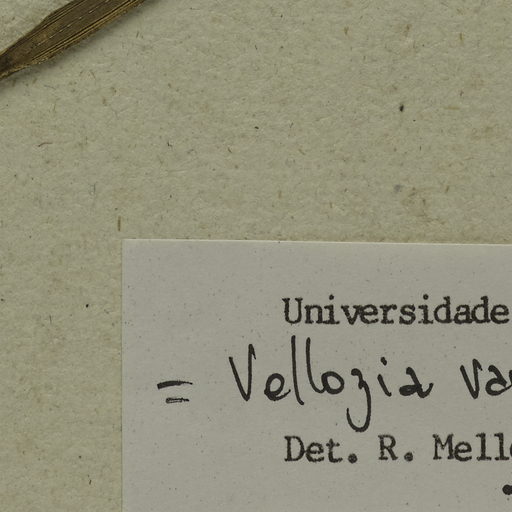 Universidade
= Vellozia va
Det. R. Mell